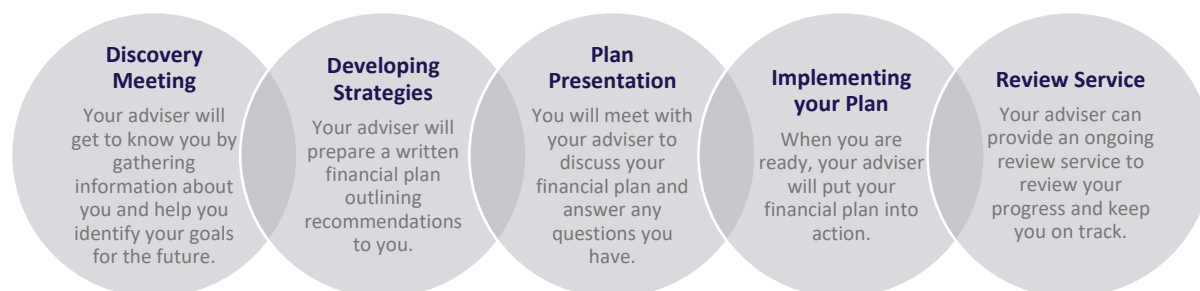 Discovery
Meeting
Your adviser will
get to know you by
gathering
information about
you and help you
identify your goals
for the future.
Developing
Strategies
Your adviser will
prepare a written
financial plan
outlining
recommendations
to you.
Plan
Presentation
You will meet with
your adviser to
discuss your
financial plan and
answer any
questions you
have.
Implementing
your Plan
When you are
ready, your adviser
will put your
financial plan into
action.
Review Service
Your adviser can
provide an ongoing
review service to
review your
progress and keep
you on track.